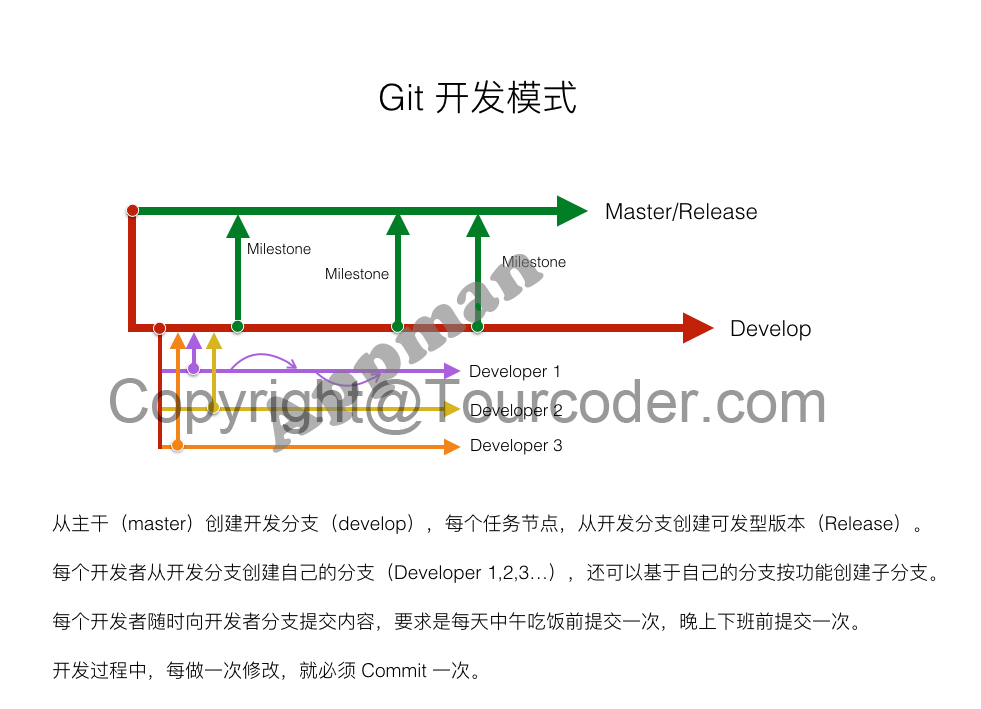 Git 开发模式
Master/Release
Milestone
Milestone
Milestone
Develop
Appman
Developer 1
Copyright@Tourcoder.com
Developer 2
Developer 3
从主干（master）创建开发分支（develop），每个任务节点，从开发分支创建可发型版本（Release）。
每个开发者从开发分支创建自己的分支（Developer 1,2,3…），还可以基于自己的分支按功能创建子分支。
每个开发者随时向开发者分支提交内容，要求是每天中午吃饭前提交一次，晚上下班前提交一次。
开发过程中，每做一次修改，就必须 Commit 一次。